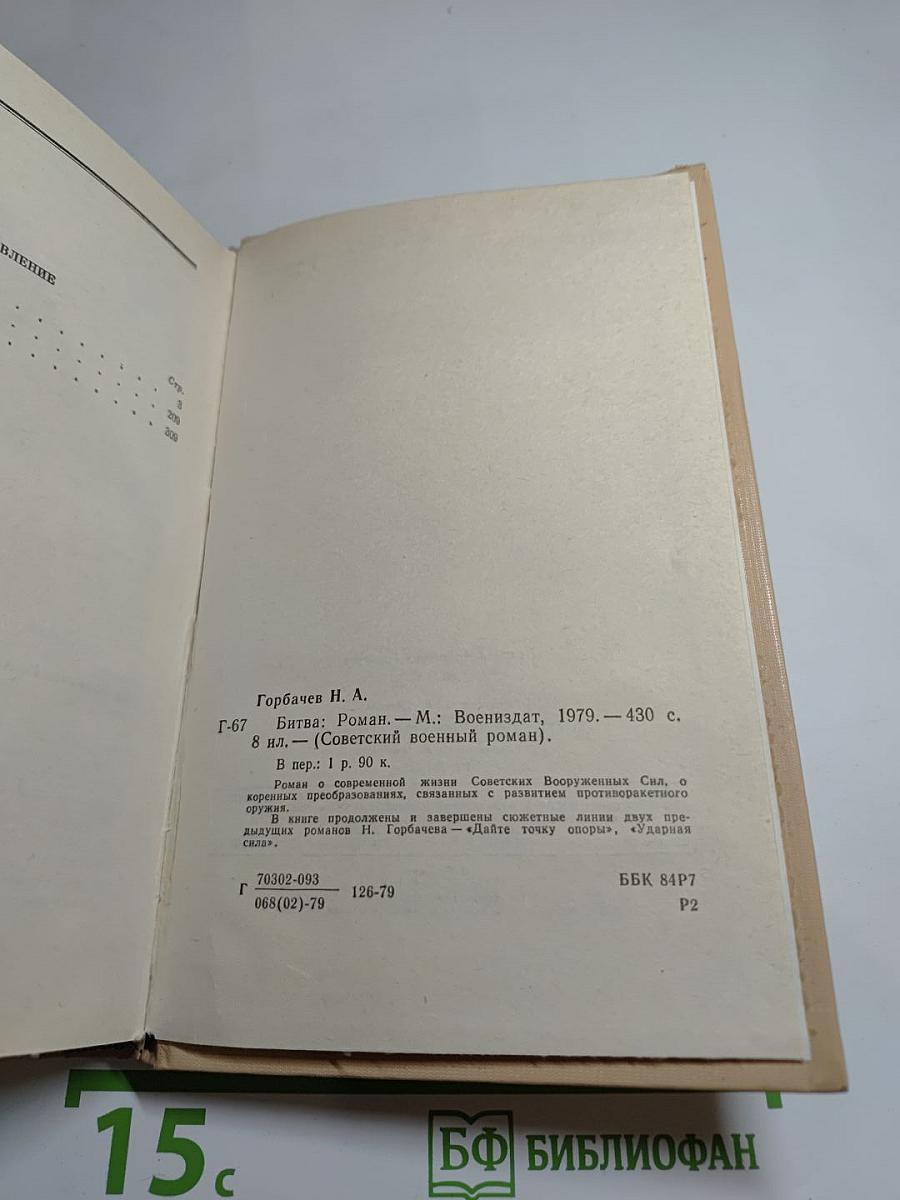 ВЛЕНИЕ
Стр.
3
209
309
Горбачев Н. А.
Г-67 Битва: Роман. — М.: Воениздат, 1979. — 430 с.
8 ил. — (Советский военный роман).
В пер.: 1 р. 90 к.
Роман о современной жизни Советских Вооруженных Сил, о
коренных преобразованиях, связанных с развитием противоракетного
оружия.
В книге продолжены и завершены сюжетные линии двух пре-
дыдущих романов Н. Горбачева — «Дайте точку опоры», «Ударная
сила».
Г 70302-093 126-79 ББК 84Р7
068(02)-79 Р2
15 с
БФ БИБЛИОФАН